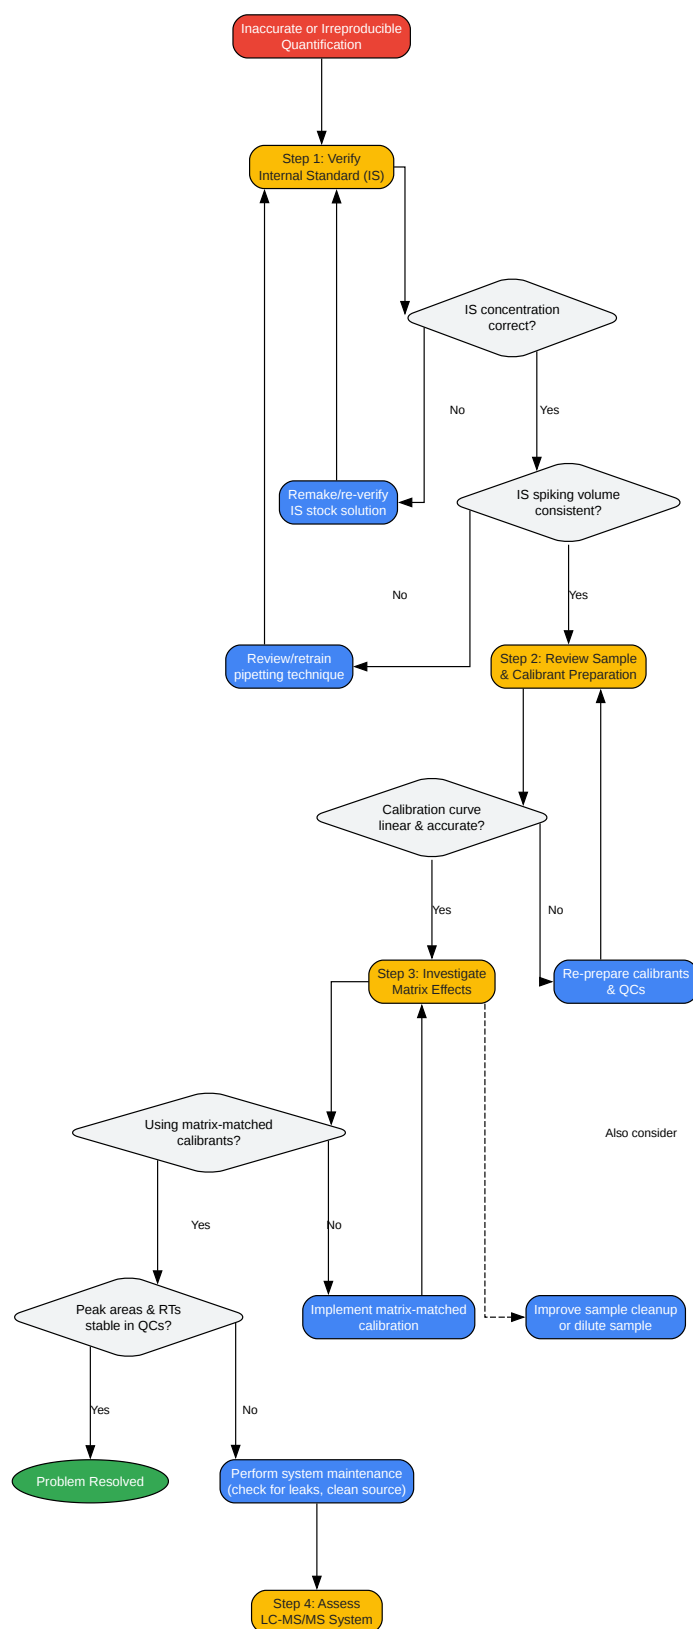 Inaccurate or Irreproducible
Quantification
Step 1: Verify
Internal Standard (IS)
IS concentration
correct?
No
Yes
Remake/re-verify
IS stock solution
IS spiking volume
consistent?
No
Yes
Review/retrain
pipetting technique
Step 2: Review Sample
& Calibrant Preparation
Calibration curve
linear & accurate?
Yes
No
Step 3: Investigate
Matrix Effects
Re-prepare calibrants
& QCs
Using matrix-matched
calibrants?
Also consider
Yes
No
Peak areas & RTs
stable in QCs?
Implement matrix-matched
calibration
Improve sample cleanup
or dilute sample
Yes
No
Problem Resolved
Perform system maintenance
(check for leaks, clean source)
Step 4: Assess
LC-MS/MS System